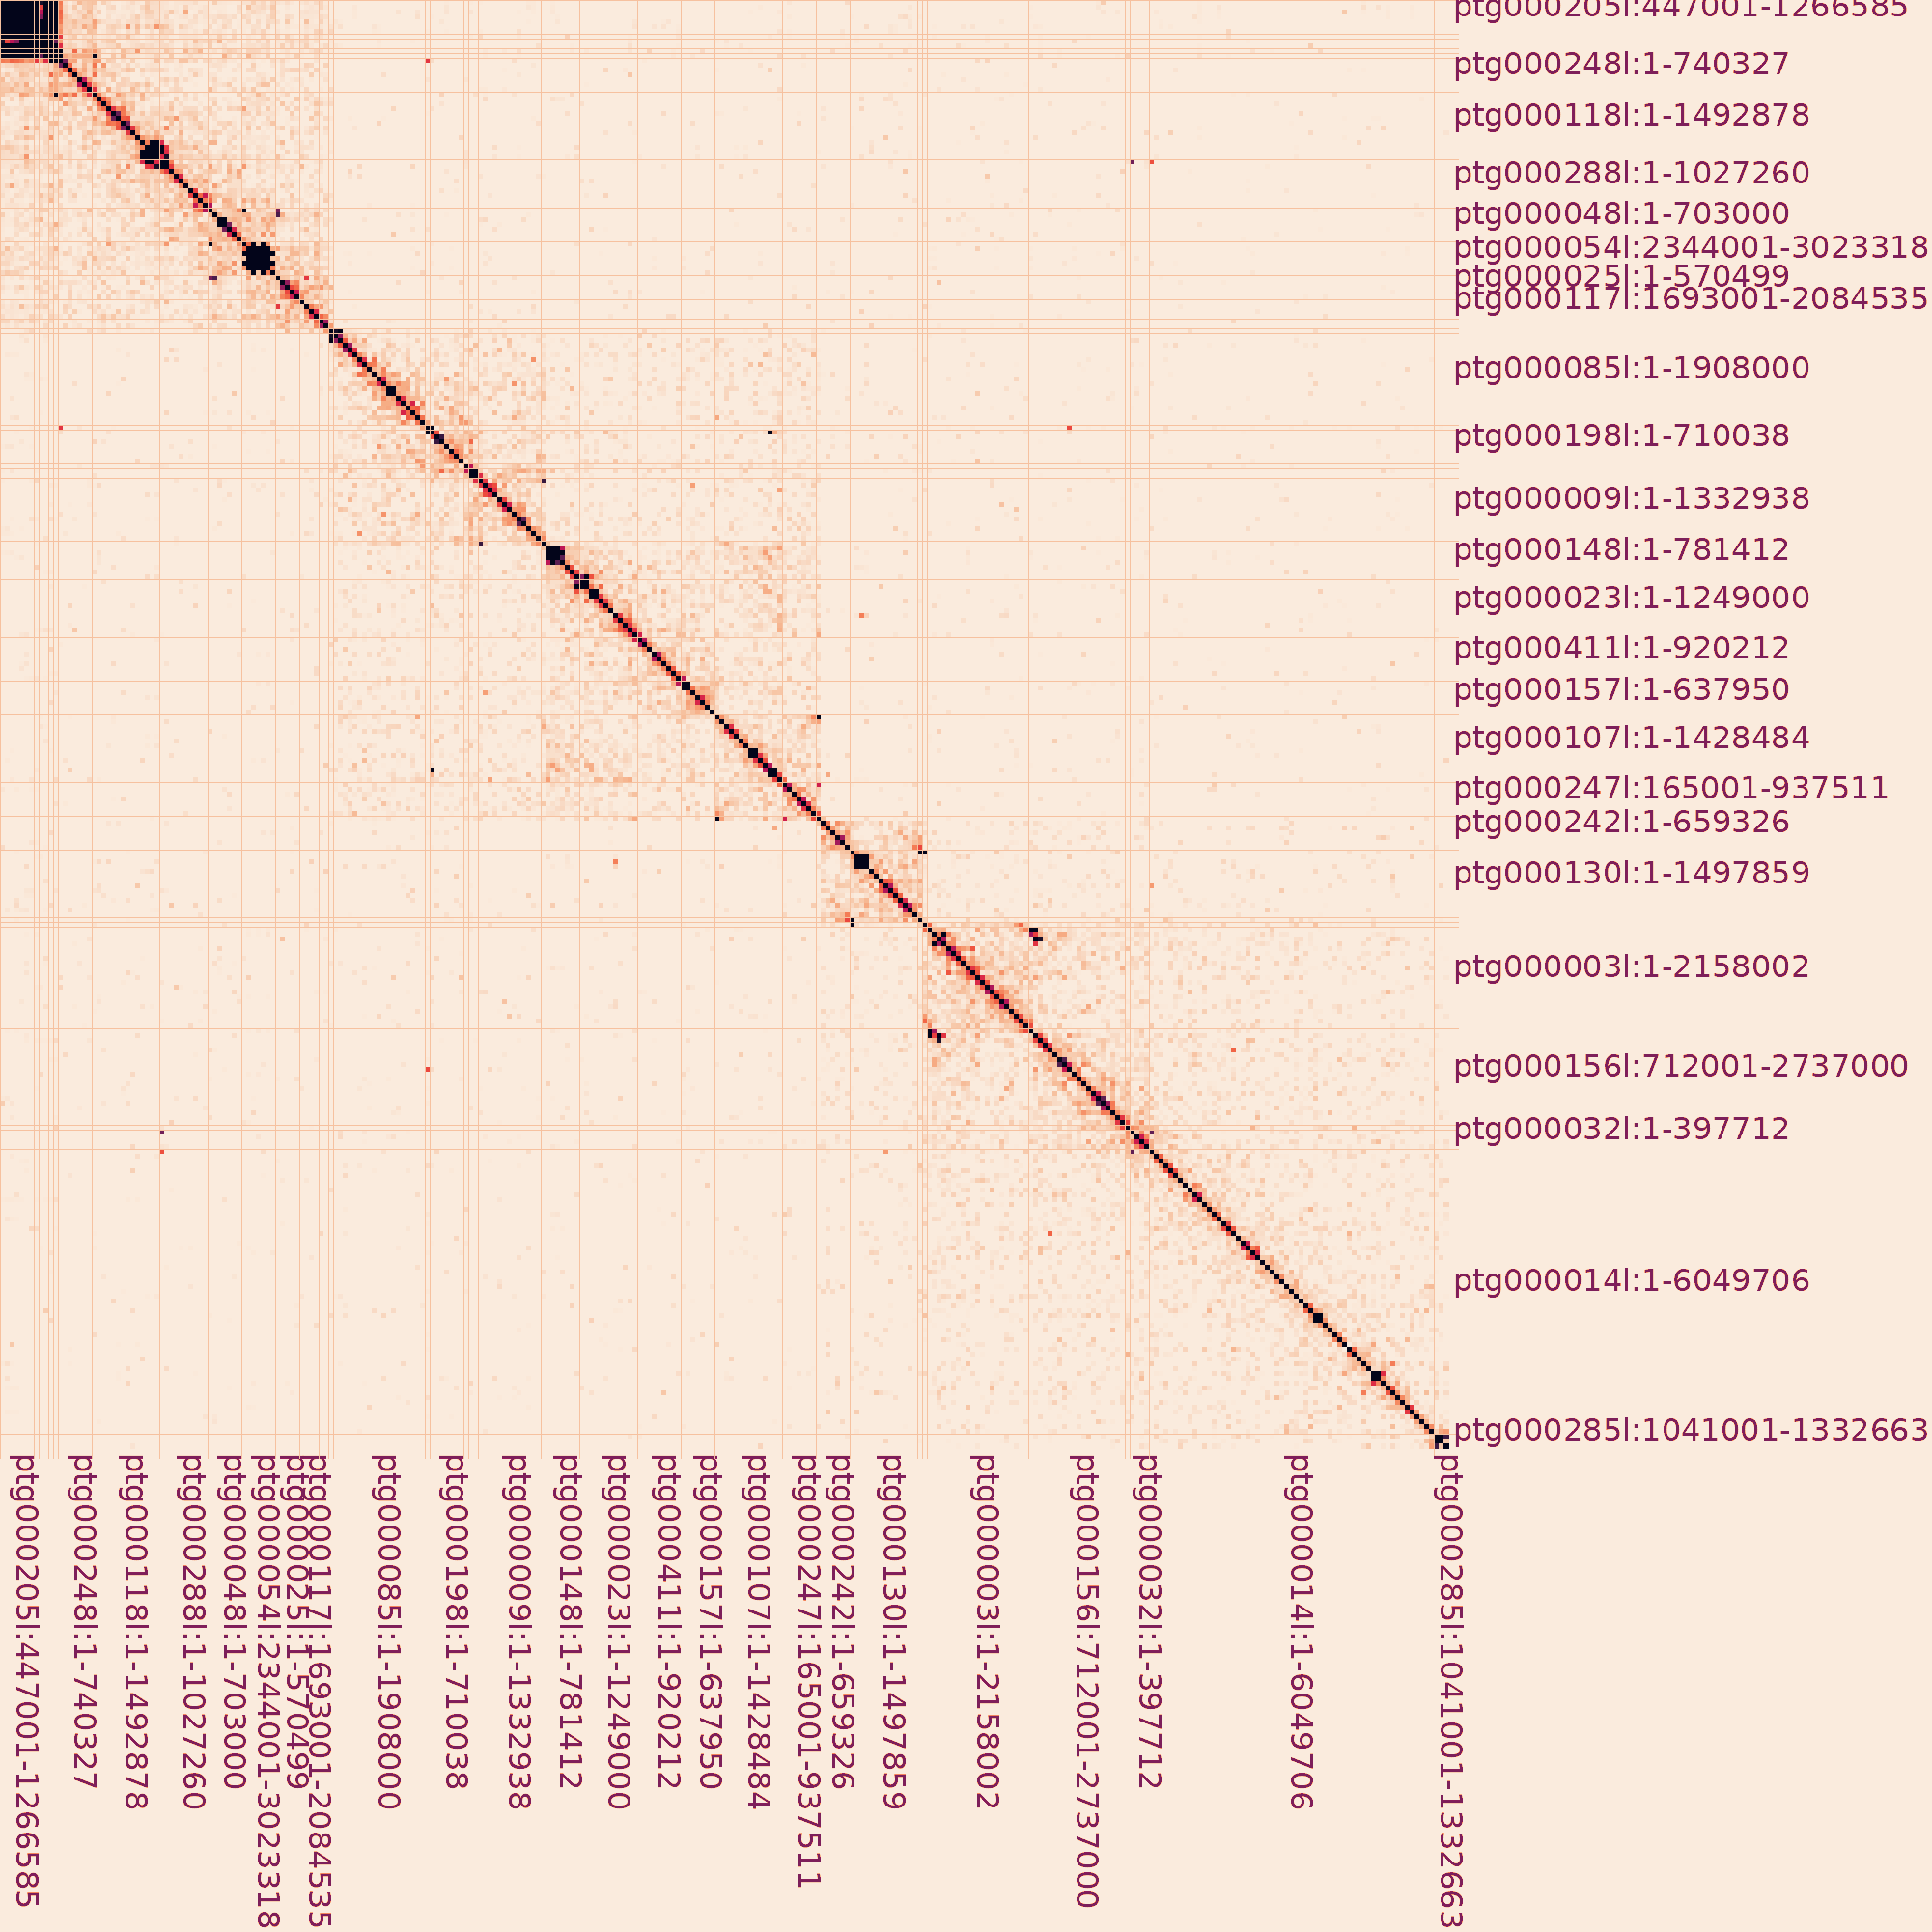 ptg000205l:447001-1266585
ptg000248l:1-740327
ptg000118l:1-1492878
ptg000288l:1-1027260
ptg000048l:1-703000
ptg000054l:2344001-3023318
ptg000025l:1-570499
ptg000117l:1693001-2084535
ptg000085l:1-1908000
ptg000198l:1-710038
ptg000009l:1-1332938
ptg000148l:1-781412
ptg000023l:1-1249000
ptg000411l:1-920212
ptg000157l:1-637950
ptg000107l:1-1428484
ptg000247l:165001-937511
ptg000242l:1-659326
ptg000130l:1-1497859
ptg000003l:1-2158002
ptg000156l:712001-2737000
ptg000032l:1-397712
ptg000014l:1-6049706
ptg000285l:1041001-1332663
ptg000205l:447001-1266585
ptg000248l:1-740327
ptg000118l:1-1492878
ptg000288l:1-1027260
ptg000048l:1-703000
ptg000054l:2344001-3023318
ptg000025l:1-570499
ptg000117l:1693001-2084535
ptg000085l:1-1908000
ptg000198l:1-710038
ptg000009l:1-1332938
ptg000148l:1-781412
ptg000023l:1-1249000
ptg000411l:1-920212
ptg000157l:1-637950
ptg000107l:1-1428484
ptg000247l:165001-937511
ptg000242l:1-659326
ptg000130l:1-1497859
ptg000003l:1-2158002
ptg000156l:712001-2737000
ptg000032l:1-397712
ptg000014l:1-6049706
ptg000285l:1041001-1332663